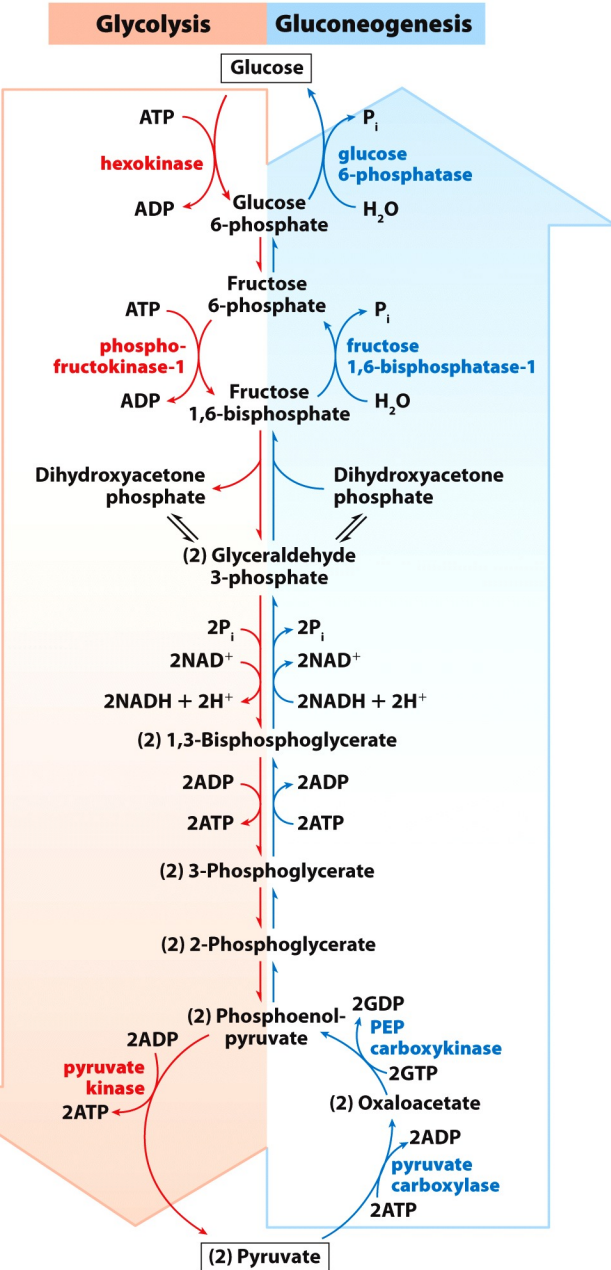 Glycolysis Gluconeogenesis
Glucose
ATP
hexokinase
ADP
Pi
glucose
6-phosphatase
H2O
Glucose
6-phosphate
Fructose
6-phosphate
ATP
phospho-
fructokinase-1
ADP
Pi
fructose
1,6-bisphosphatase-1
H2O
Fructose
1,6-bisphosphate
Dihydroxyacetone
phosphate
Dihydroxyacetone
phosphate
(2) Glyceraldehyde
3-phosphate
2Pi
2Pi
2NAD+
2NAD+
2NADH + 2H+
2NADH + 2H+
(2) 1,3-Bisphosphoglycerate
2ADP
2ADP
2ATP
2ATP
(2) 3-Phosphoglycerate
(2) 2-Phosphoglycerate
(2) Phosphoenol-
pyruvate
2ADP
pyruvate
kinase
2ATP
2GDP
PEP
carboxykinase
2GTP
(2) Oxaloacetate
2ADP
pyruvate
carboxylase
2ATP
(2) Pyruvate